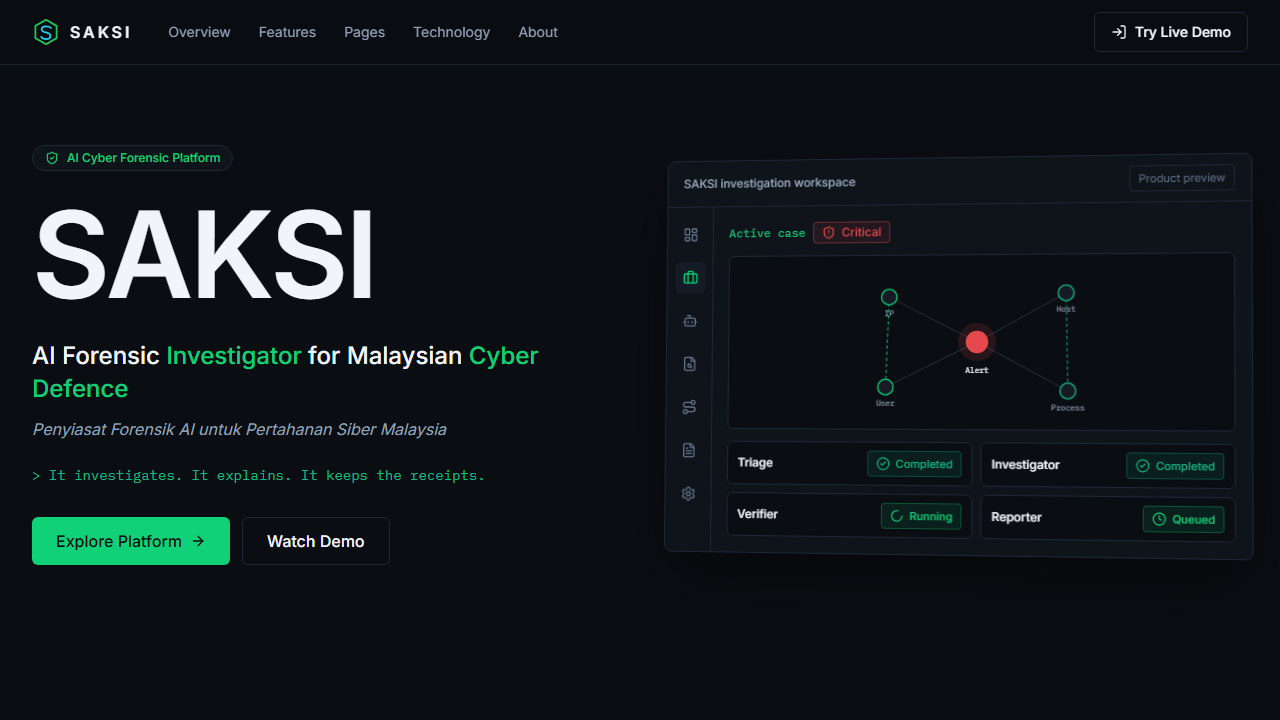 SAKSI
Overview
Features
Pages
Technology
About
Try Live Demo
AI Cyber Forensic Platform
SAKSI
AI Forensic Investigator for Malaysian Cyber
Defence
Penyiasat Forensik AI untuk Pertahanan Siber Malaysia
> It investigates. It explains. It keeps the receipts.
Explore Platform
Watch Demo
SAKSI investigation workspace
Product preview
Active case
Critical
IP
Host
Alert
User
Process
Triage
Completed
Investigator
Completed
Verifier
Running
Reporter
Queued